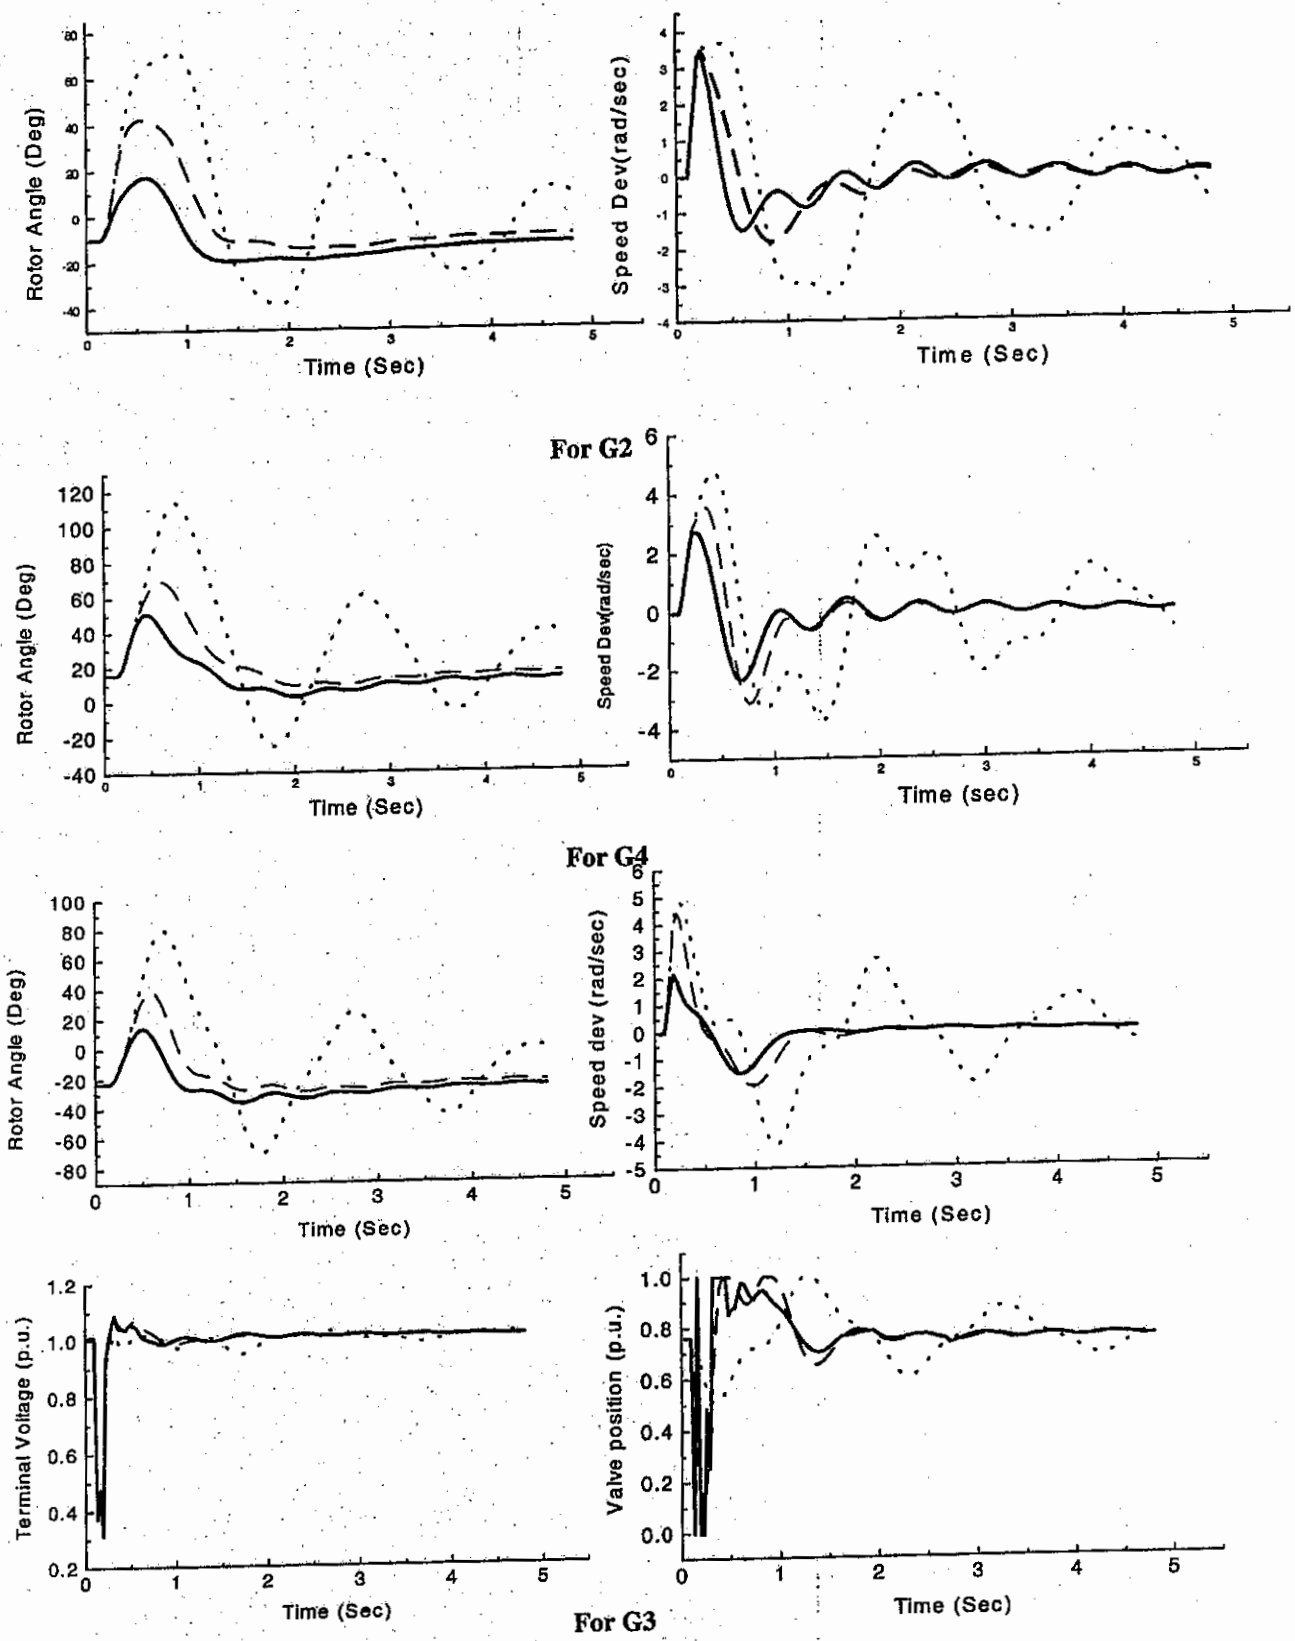 80
60
40
20
0
-20
-40
Rotor Angle (Deg)
0 1 2 3 4 5
Time (Sec)
4
3
2
1
0
-1
-2
-3
-4
Speed Dev(rad/sec)
0 1 2 3 4 5
Time (Sec)
For G2
120
100
80
60
40
20
0
-20
-40
Rotor Angle (Deg)
0 1 2 3 4 5
Time (Sec)
6
4
2
0
-2
-4
Speed Dev(rad/sec)
0 1 2 3 4 5
Time (sec)
For G4
100
80
60
40
20
0
-20
-40
-60
-80
Rotor Angle (Deg)
0 1 2 3 4 5
Time (Sec)
6
5
4
3
2
1
0
-1
-2
-3
-4
-5
Speed dev (rad/sec)
0 1 2 3 4 5
Time (Sec)
1.2
1.0
0.8
0.6
0.4
0.2
Terminal Voltage (p.u.)
0 1 2 3 4 5
Time (Sec)
1.0
0.8
0.6
0.4
0.2
0.0
Valve position (p.u.)
0 1 2 3 4 5
Time (Sec)
For G3